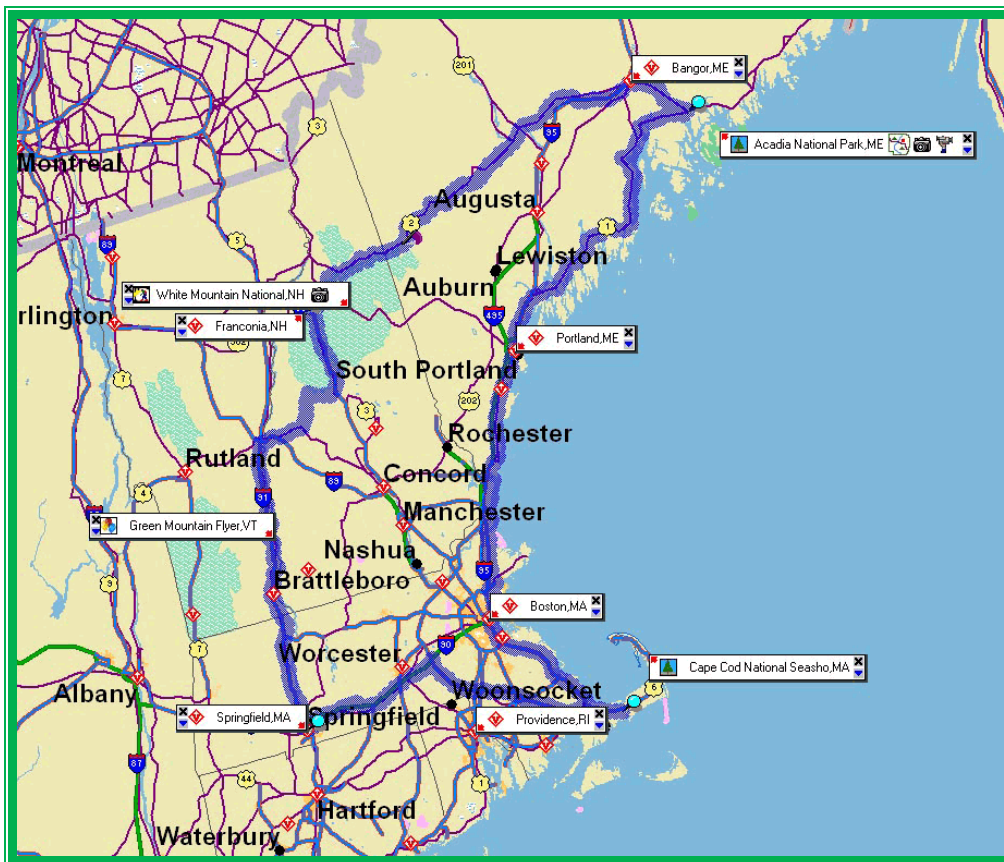 201
Bangor,ME
3
95
Acadia National Park,ME
Montreal
Augusta
2
1
5
89
Lewiston
Auburn
White Mountain National,NH
495
rlington
Franconia,NH
Portland,ME
302
South Portland
7
202
3
Rochester
Rutland
Concord
89
4
91
Manchester
Green Mountain Flyer,VT
Nashua
95
9
Brattleboro
Boston,MA
90
7
Worcester
Cape Cod National Seasho,MA
Albany
Woonsocket
6
Springfield,MA
Springfield
Providence,RI
87
44
1
Hartford
Waterbury